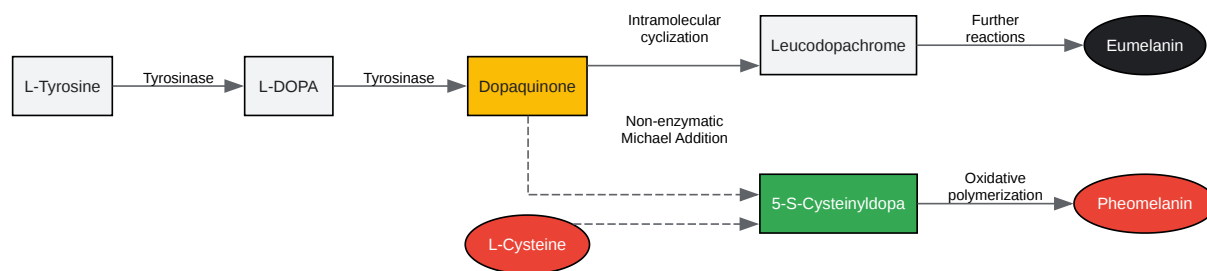 Intramolecular
cyclization
Further
reactions
Leucodopachrome
Eumelanin
L-Tyrosine
Tyrosinase
L-DOPA
Tyrosinase
Dopaquinone
Non-enzymatic
Michael Addition
Oxidative
polymerization
5-S-Cysteinyldopa
Pheomelanin
L-Cysteine